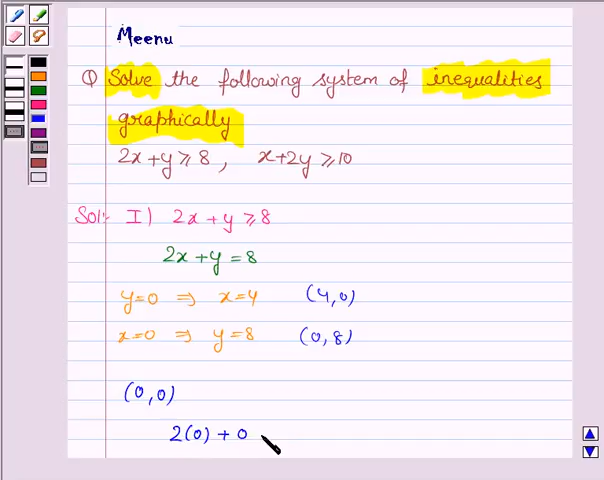 Meenu
Q Solve the following system of inequalities
graphically
2x+y ≥ 8, x+2y ≥ 10
Sol:- I) 2x + y ≥ 8
2x + y = 8
y=0 ⇒ x=4 (4,0)
x=0 ⇒ y=8 (0,8)
(0,0)
2(0) + 0